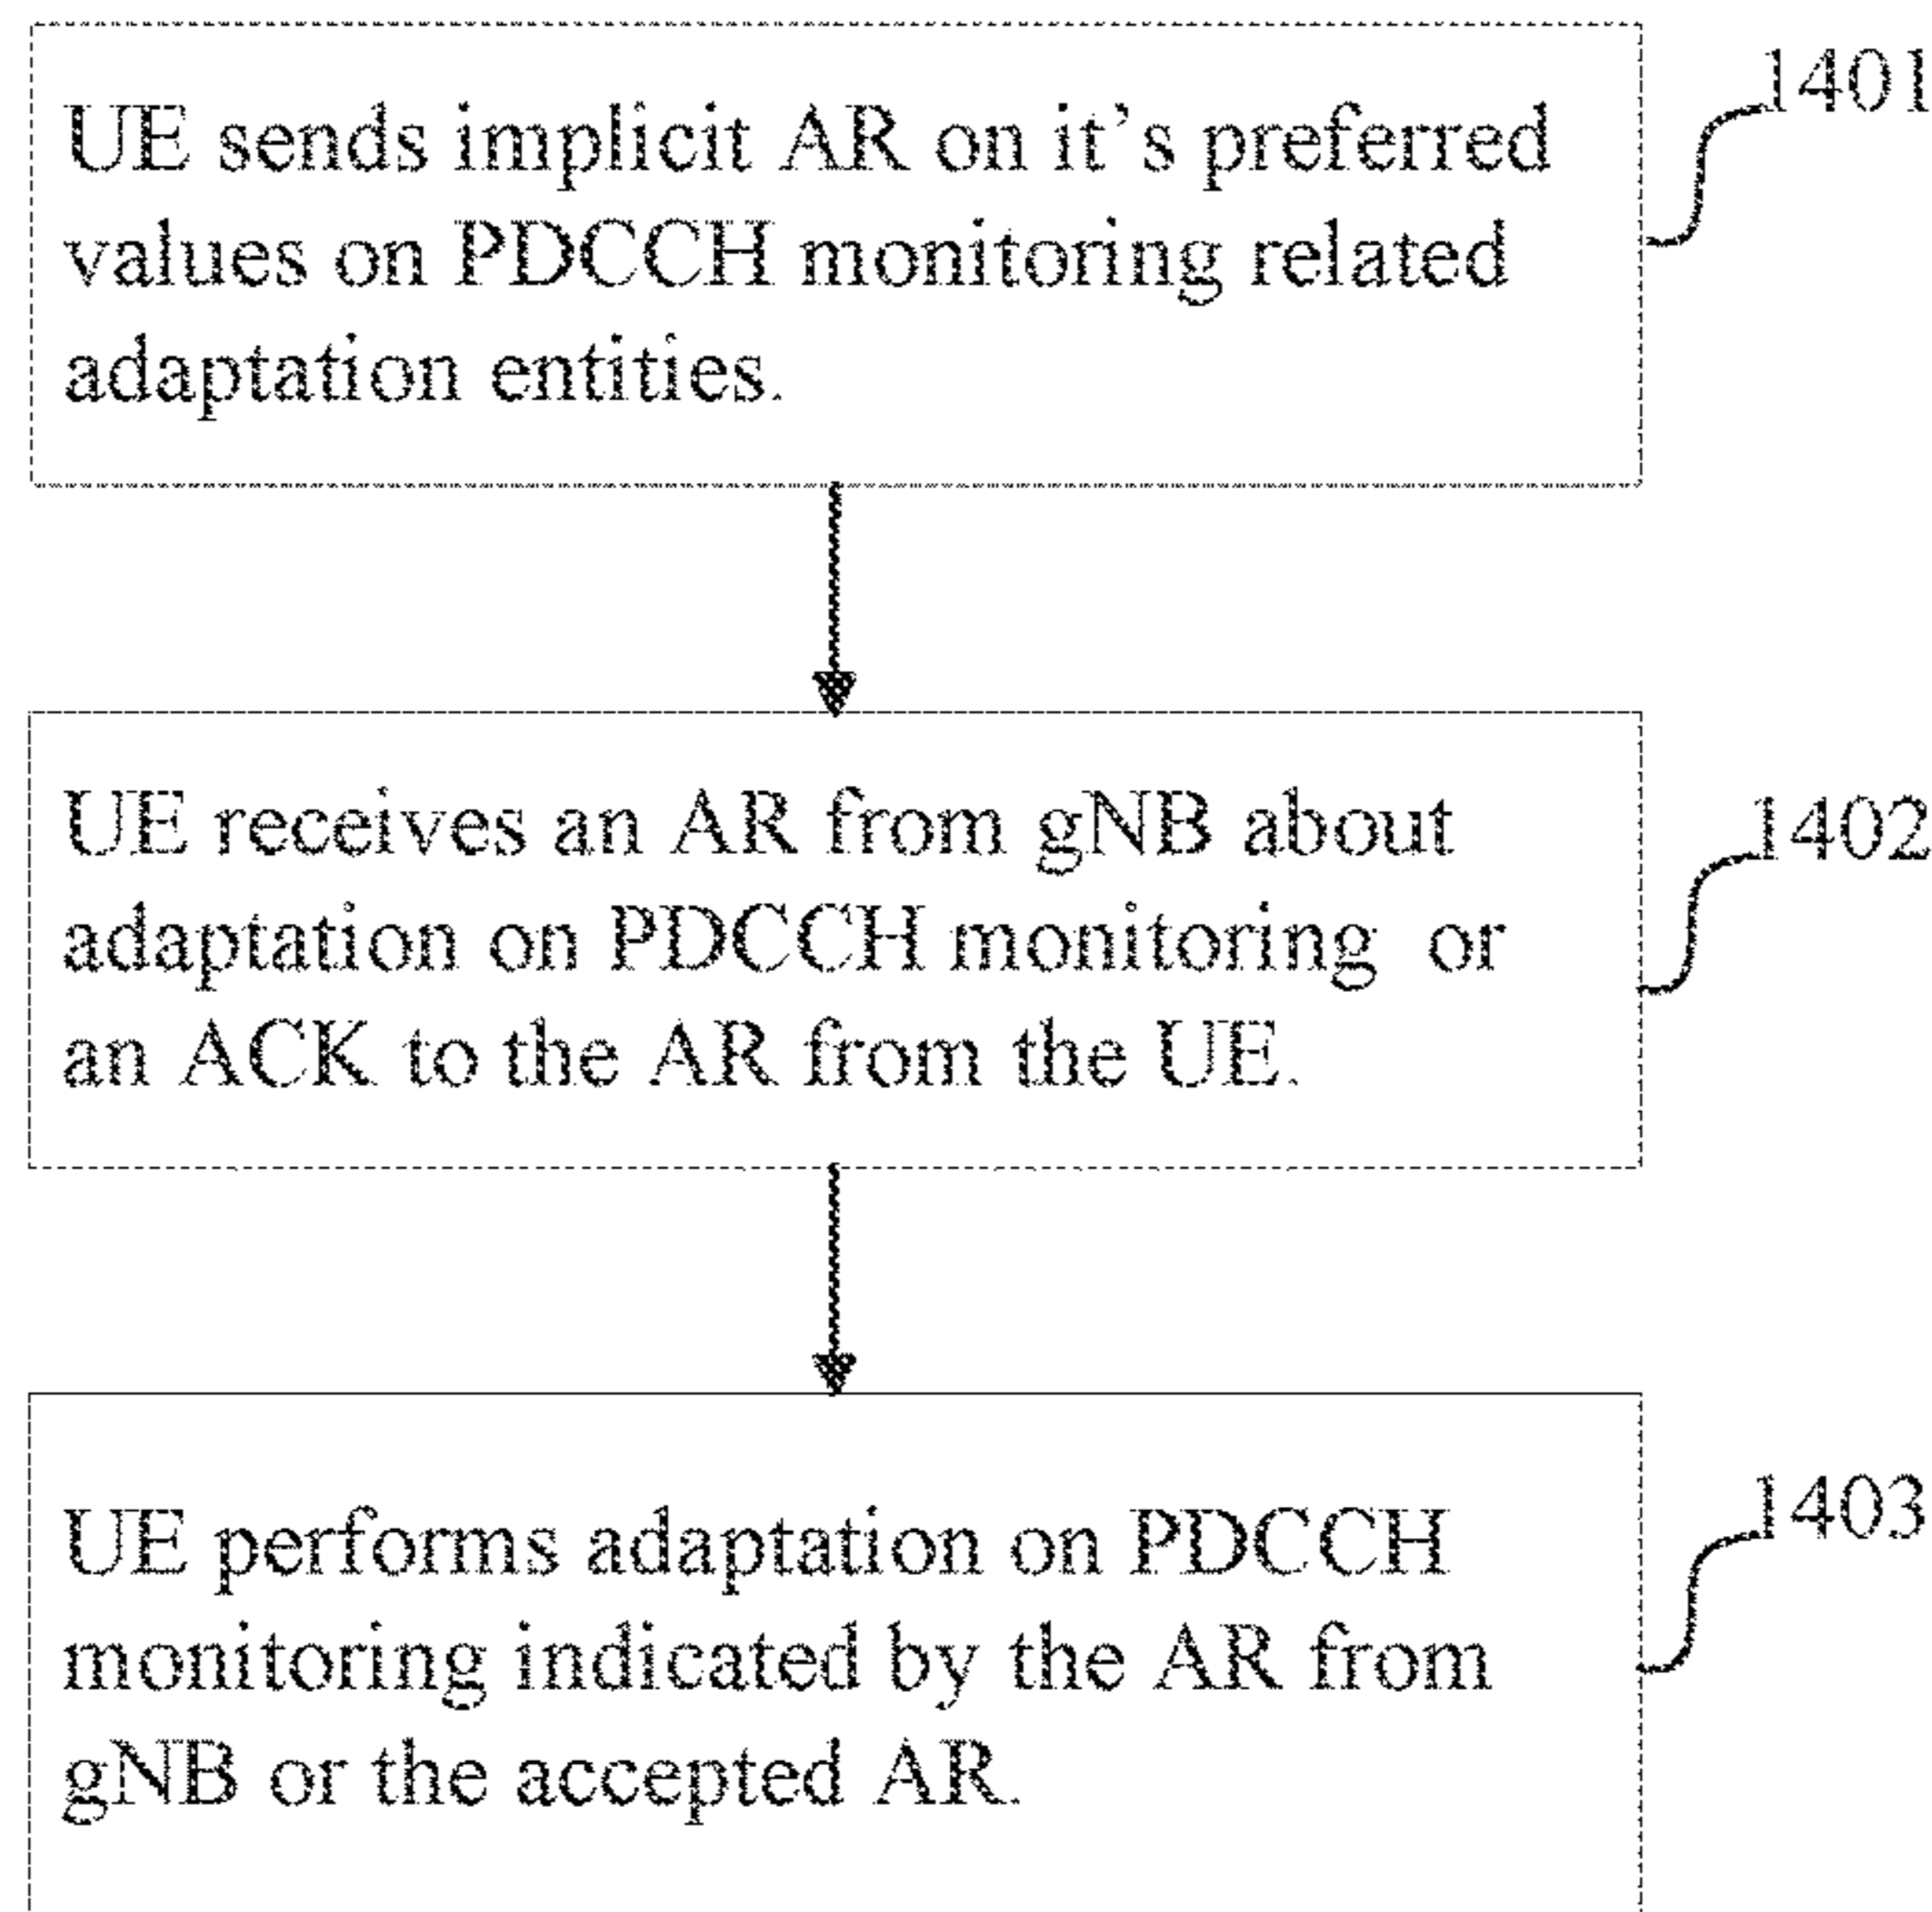 UE sends implicit AR on it's preferred
values on PDCCH monitoring related
adaptation entities.
1401
UE receives an AR from gNB about
adaptation on PDCCH monitoring or
an ACK to the AR from the UE.
1402
UE performs adaptation on PDCCH
monitoring indicated by the AR from
gNB or the accepted AR.
1403